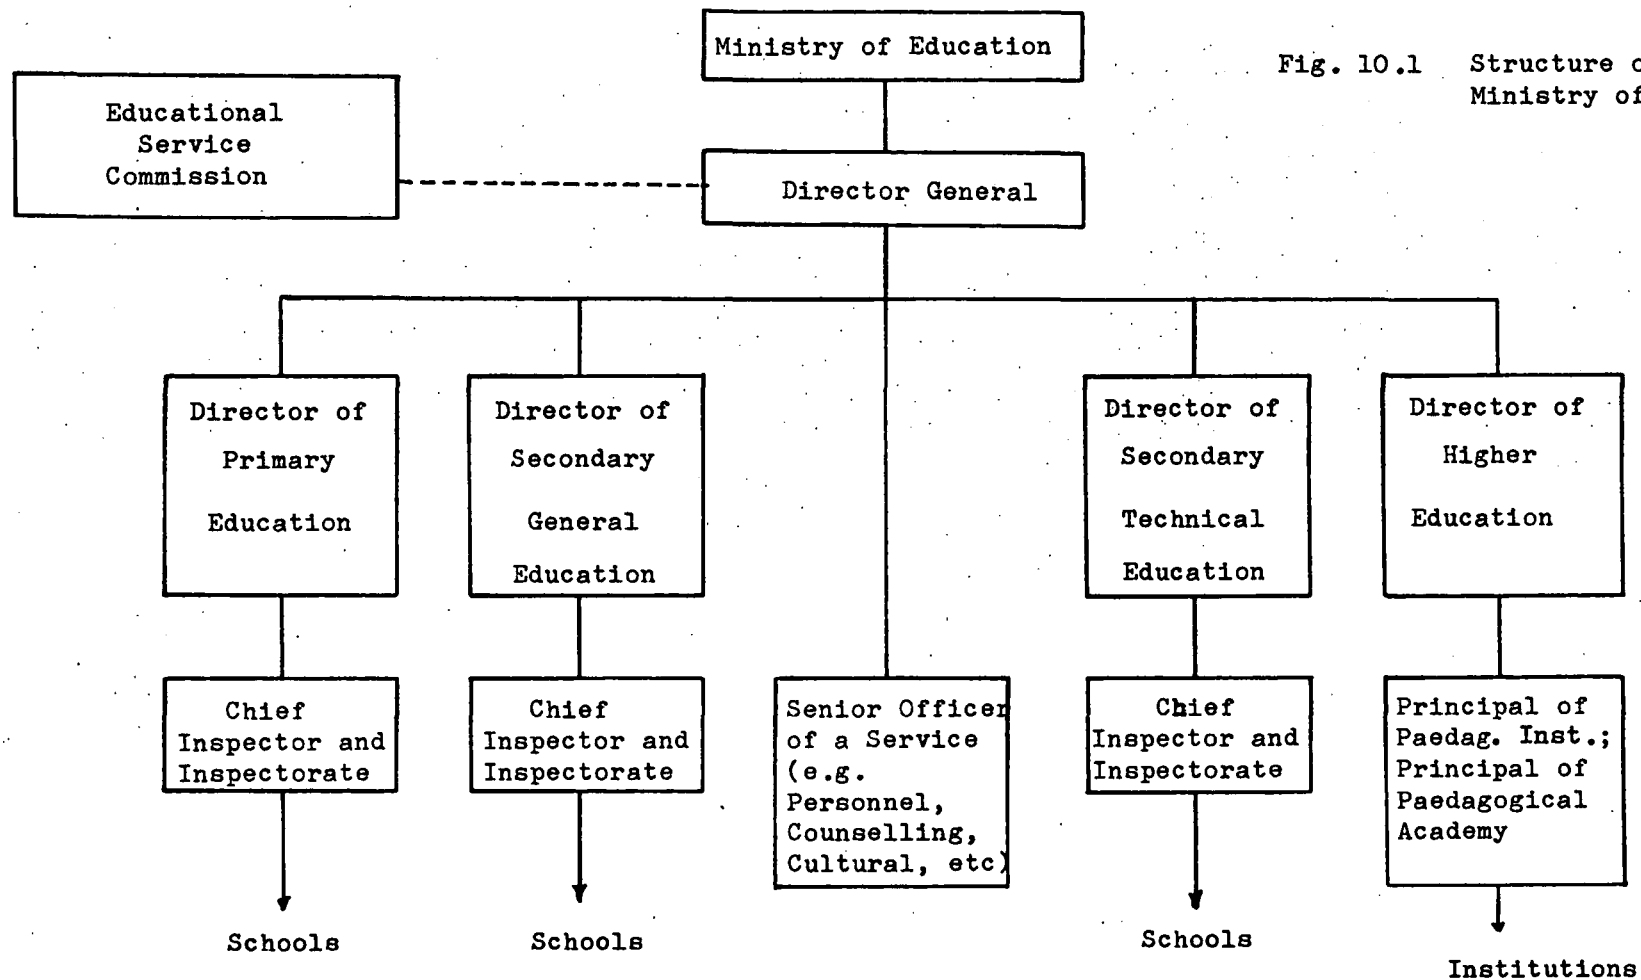 Ministry of Education
Fig. 10.1 Structure
Ministry of
Educational
Service
Commission
Director General
Director of
Primary
Education
Director of
Secondary
General
Education
Director of
Secondary
Technical
Education
Director of
Higher
Education
Chief
Inspector and
Inspectorate
Chief
Inspector and
Inspectorate
Senior Officer
of a Service
(e.g.
Personnel,
Counselling,
Cultural, etc)
Chief
Inspector and
Inspectorate
Principal of
Paedag. Inst.;
Principal of
Paedagogical
Academy
Schools
Schools
Schools
Institutions